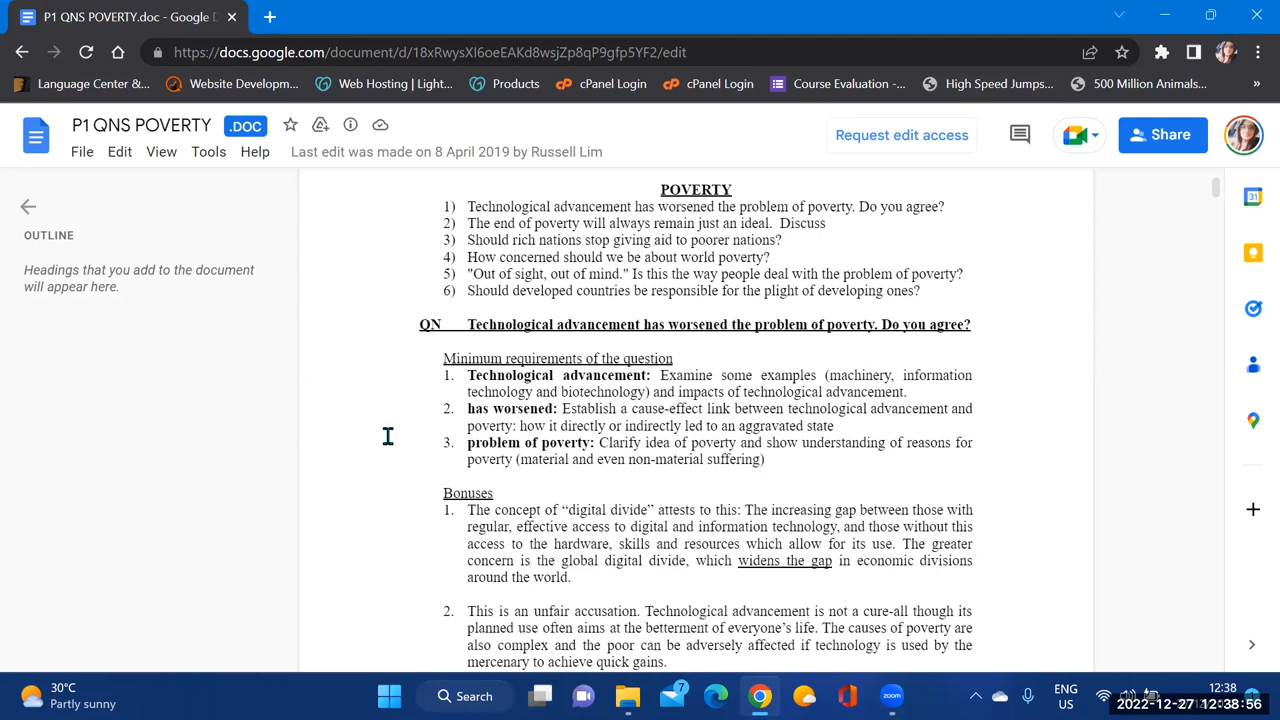 P1 QNS POVERTY.doc - Google D
https://docs.google.com/document/d/18xRwysXl6oeEAKd8wsjZp8qP9gfp5YF2/edit
Language Center &... Website Developm... Web Hosting | Light... Products cPanel Login cPanel Login Course Evaluation -... High Speed Jumps... 500 Million Animals... »
P1 QNS POVERTY .DOC
Request edit access
Share
File Edit View Tools Help Last edit was made on 8 April 2019 by Russell Lim
OUTLINE
Headings that you add to the document
will appear here.
POVERTY
1) Technological advancement has worsened the problem of poverty. Do you agree?
2) The end of poverty will always remain just an ideal. Discuss
3) Should rich nations stop giving aid to poorer nations?
4) How concerned should we be about world poverty?
5) "Out of sight, out of mind." Is this the way people deal with the problem of poverty?
6) Should developed countries be responsible for the plight of developing ones?
QN Technological advancement has worsened the problem of poverty. Do you agree?
Minimum requirements of the question
1. Technological advancement: Examine some examples (machinery, information
technology and biotechnology) and impacts of technological advancement.
2. has worsened: Establish a cause-effect link between technological advancement and
poverty: how it directly or indirectly led to an aggravated state
3. problem of poverty: Clarify idea of poverty and show understanding of reasons for
poverty (material and even non-material suffering)
Bonuses
1. The concept of “digital divide” attests to this: The increasing gap between those with
regular, effective access to digital and information technology, and those without this
access to the hardware, skills and resources which allow for its use. The greater
concern is the global digital divide, which widens the gap in economic divisions
around the world.
2. This is an unfair accusation. Technological advancement is not a cure-all though its
planned use often aims at the betterment of everyone’s life. The causes of poverty are
also complex and the poor can be adversely affected if technology is used by the
mercenary to achieve quick gains.
31
30°C
Partly sunny
Search
7
zoom
ENG
US
12:38
2022-12-27 12:38:56